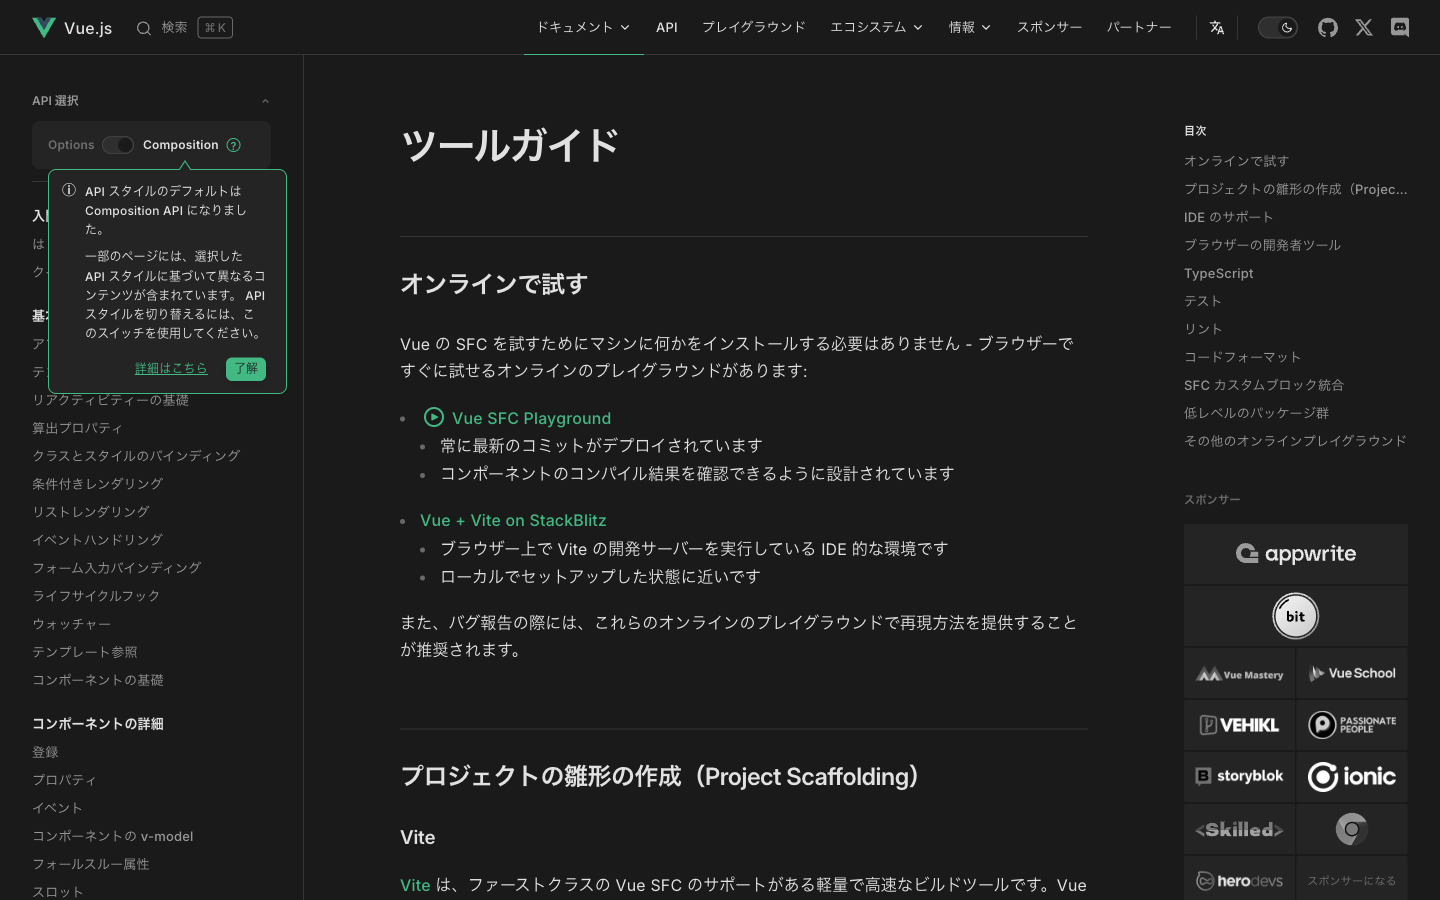 Vue.js
検索
⌘ K
ドキュメント
API
プレイグラウンド
エコシステム
情報
スポンサー
パートナー
API 選択
Options
Composition
?
API スタイルのデフォルトは
Composition API になりまし
た。
一部のページには、選択した
API スタイルに基づいて異なるコ
ンテンツが含まれています。 API
スタイルを切り替えるには、こ
のスイッチを使用してください。
詳細はこちら
了解
リアクティビティーの基礎
算出プロパティ
クラスとスタイルのバインディング
条件付きレンダリング
リストレンダリング
イベントハンドリング
フォーム入力バインディング
ライフサイクルフック
ウォッチャー
テンプレート参照
コンポーネントの基礎
コンポーネントの詳細
登録
プロパティ
イベント
コンポーネントの v-model
フォールスルー属性
スロット
ツールガイド
オンラインで試す
Vue の SFC を試すためにマシンに何かをインストールする必要はありません - ブラウザーで
すぐに試せるオンラインのプレイグラウンドがあります:
Vue SFC Playground
常に最新のコミットがデプロイされています
コンポーネントのコンパイル結果を確認できるように設計されています
Vue + Vite on StackBlitz
ブラウザー上で Vite の開発サーバーを実行している IDE 的な環境です
ローカルでセットアップした状態に近いです
また、バグ報告の際には、これらのオンラインのプレイグラウンドで再現方法を提供すること
が推奨されます。
プロジェクトの雛形の作成（Project Scaffolding）
Vite
Vite は、ファーストクラスの Vue SFC のサポートがある軽量で高速なビルドツールです。Vue
目次
オンラインで試す
プロジェクトの雛形の作成（Projec...
IDE のサポート
ブラウザーの開発者ツール
TypeScript
テスト
リント
コードフォーマット
SFC カスタムブロック統合
低レベルのパッケージ群
その他のオンラインプレイグラウンド
スポンサー
appwrite
bit
Vue Mastery
Vue School
VEHIKL
PASSIONATE
PEOPLE
storyblok
ionic
<Skilled>
herodevs
スポンサーになる